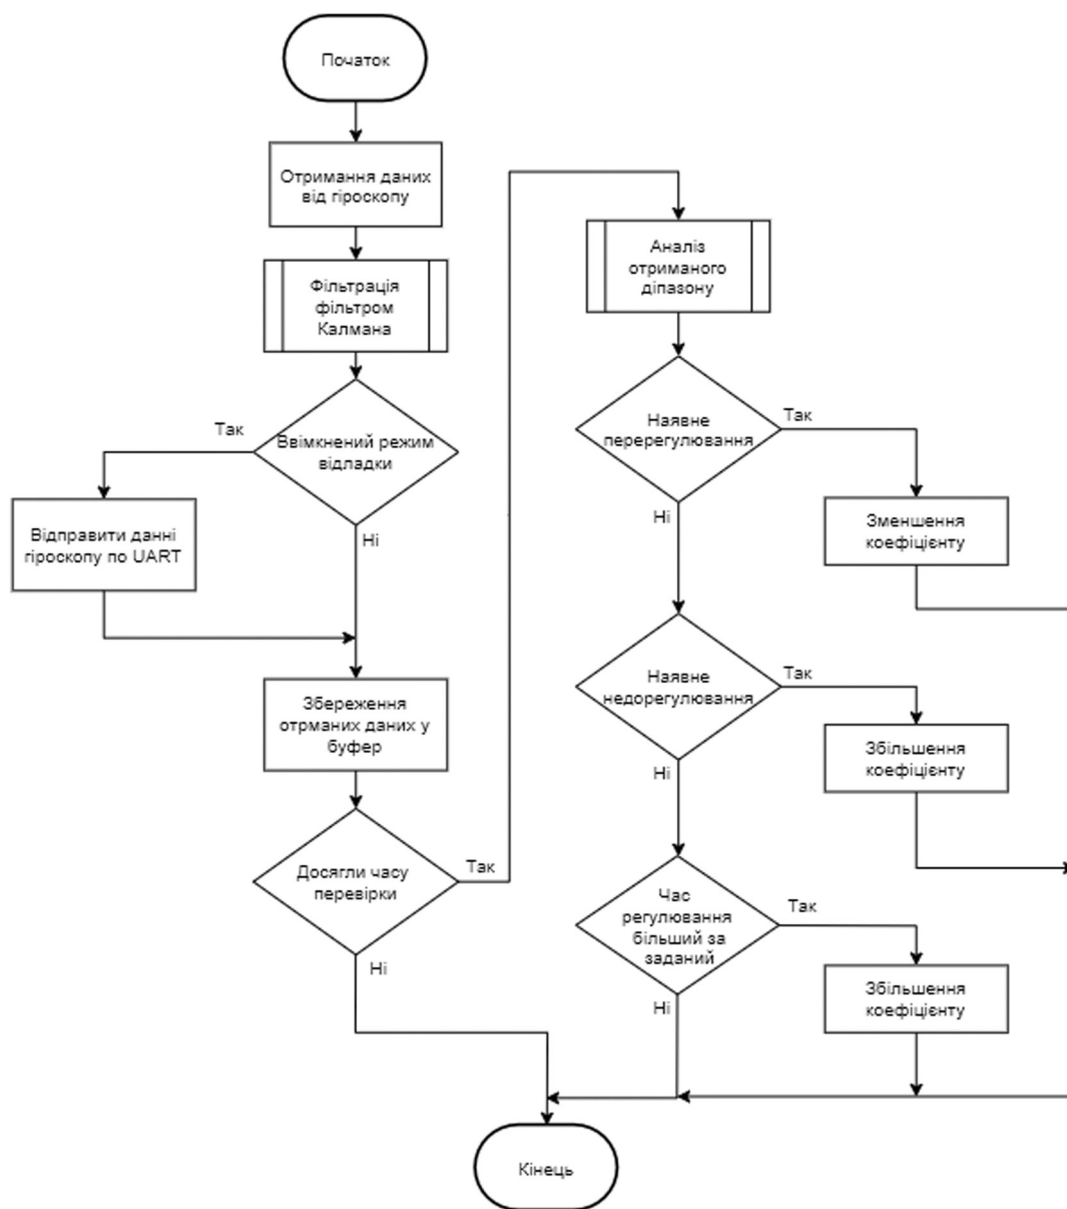 Початок
Отримання даних
від гіроскопу
Фільтрація
фільтром
Калмана
Так
Ввімкнений режим
відладки
Ні
Відправити данні
гіроскопу по UART
Збереження
отрманих даних у
буфер
Досягли часу
перевірки
Так
Ні
Аналіз
отриманого
діпазону
Наявне
перерегулювання
Так
Ні
Зменшення
коефіцієнту
Наявне
недорегулювання
Так
Ні
Збільшення
коефіцієнту
Час
регулювання
більший за
заданий
Так
Ні
Збільшення
коефіцієнту
Кінець